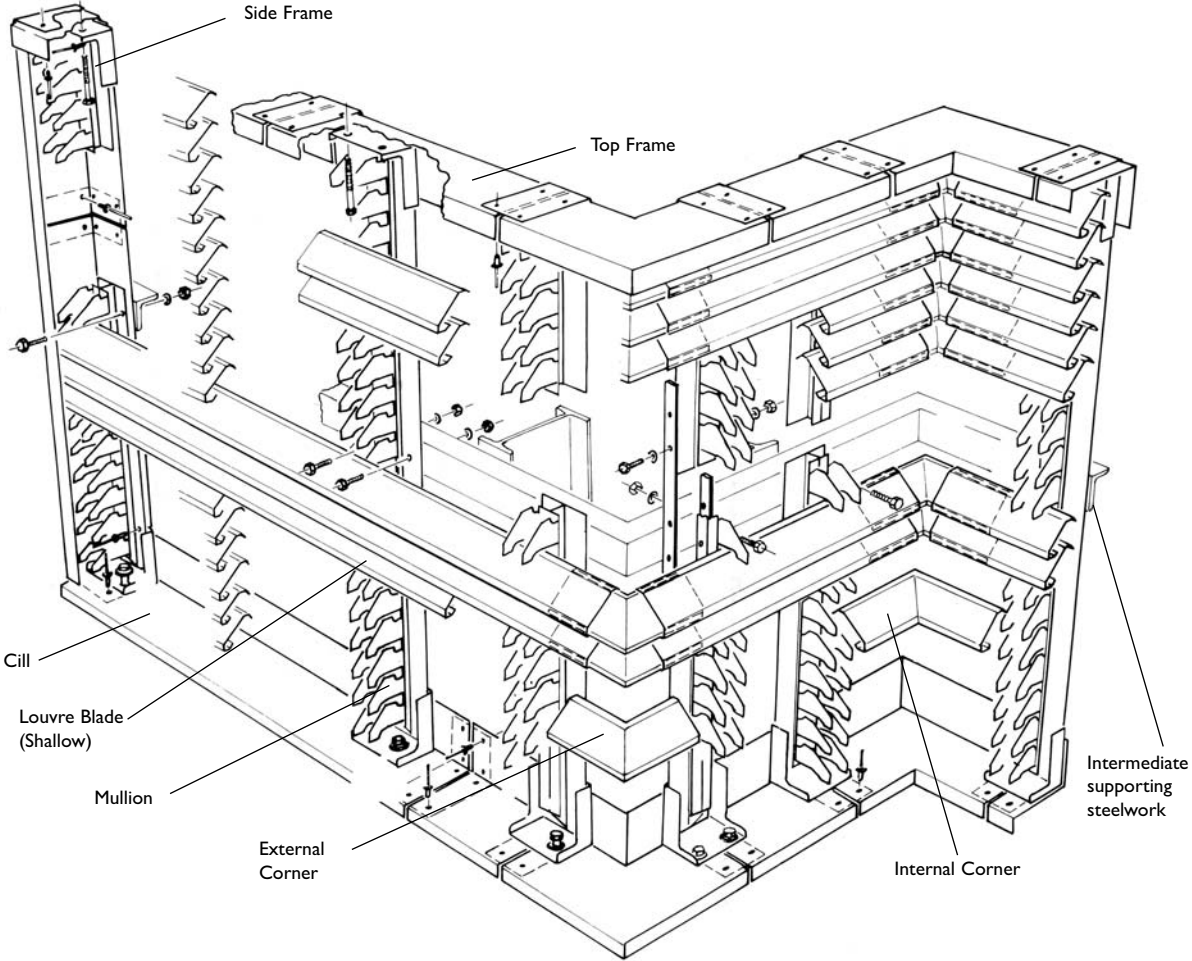 Side Frame
Top Frame
Cill
Louvre Blade
(Shallow)
Mullion
External
Corner
Internal Corner
Intermediate
supporting
steelwork